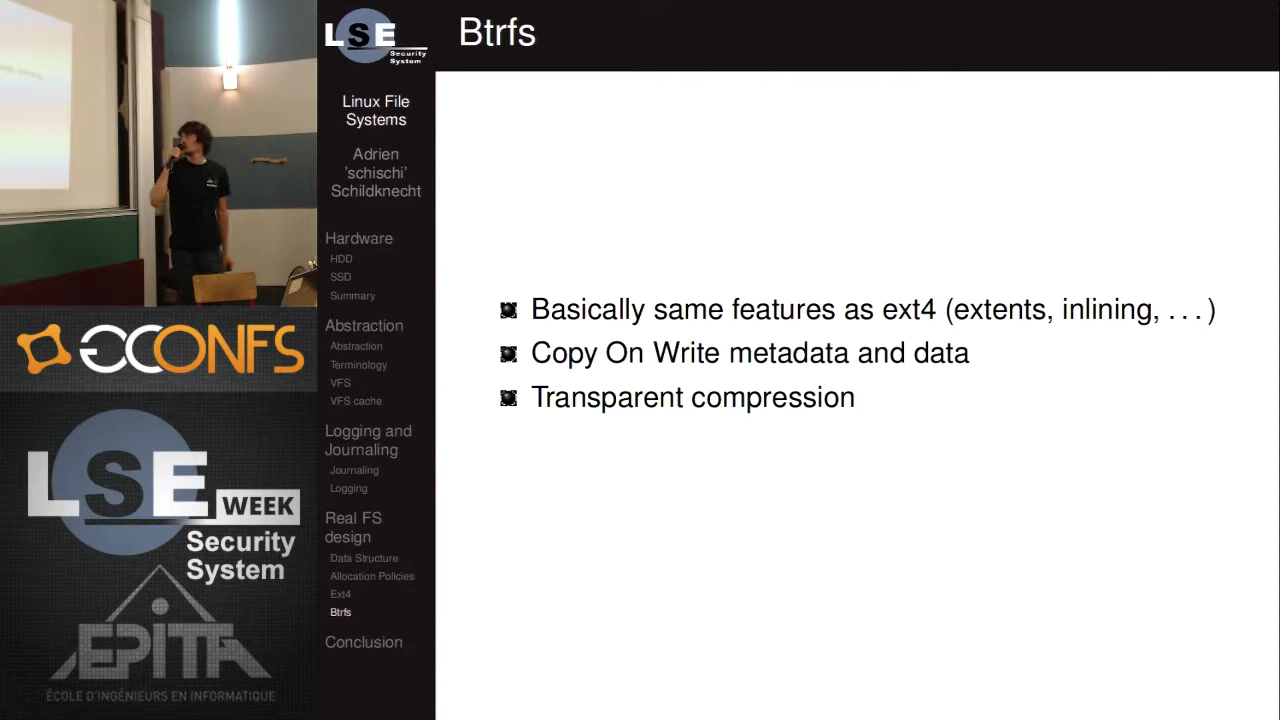 LSE
Security
System
Btrfs
Linux File
Systems
Adrien
'schischi'
Schildknecht
Hardware
HDD
SSD
Summary
Abstraction
Abstraction
Terminology
VFS
VFS cache
Logging and
Journaling
Journaling
Logging
Real FS
design
Data Structure
Allocation Policies
Ext4
Btrfs
Conclusion
Basically same features as ext4 (extents, inlining, . . . )
Copy On Write metadata and data
Transparent compression
GCONFS
LSE
WEEK
Security
System
EPITA
ÉCOLE D'INGÉNIEURS EN INFORMATIQUE